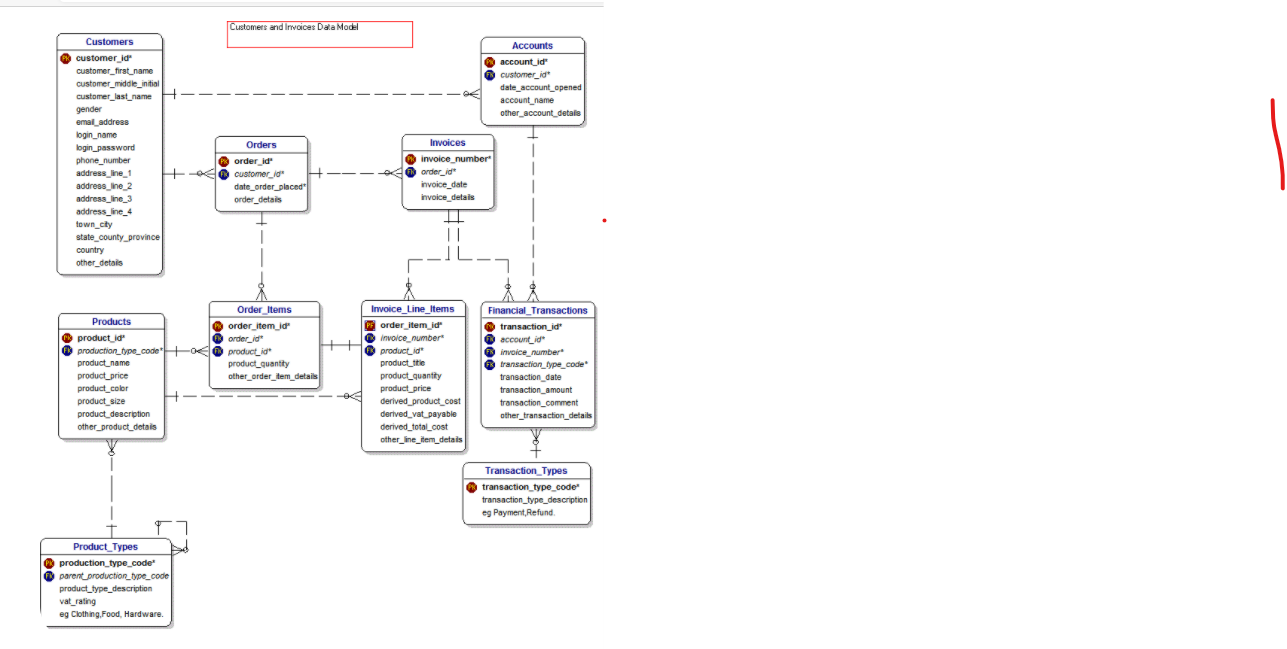 Customers and Invoices Data Model
Customers
PK customer_id*
customer_first_name
customer_middle_initial
customer_last_name
gender
email_address
login_name
login_password
phone_number
address_line_1
address_line_2
address_line_3
address_line_4
town_city
state_county_province
country
other_details
Accounts
PK account_id*
FK customer_id*
date_account_opened
account_name
other_account_details
Orders
PK order_id*
FK customer_id*
date_order_placed*
order_details
Invoices
PK invoice_number*
FK order_id*
invoice_date
invoice_details
Products
PK product_id*
FK production_type_code*
product_name
product_price
product_color
product_size
product_description
other_product_details
Order_Items
PK order_item_id*
FK order_id*
FK product_id*
product_quantity
other_order_item_details
Invoice_Line_Items
PF order_item_id*
FK invoice_number*
FK product_id*
product_title
product_quantity
product_price
derived_product_cost
derived_vat_payable
derived_total_cost
other_line_item_details
Financial_Transactions
PK transaction_id*
FK account_id*
FK invoice_number*
FK transaction_type_code*
transaction_date
transaction_amount
transaction_comment
other_transaction_details
Transaction_Types
PK transaction_type_code*
transaction_type_description
eg Payment,Refund.
Product_Types
PK production_type_code*
FK parent_production_type_code
product_type_description
vat_rating
eg Clothing,Food, Hardware.